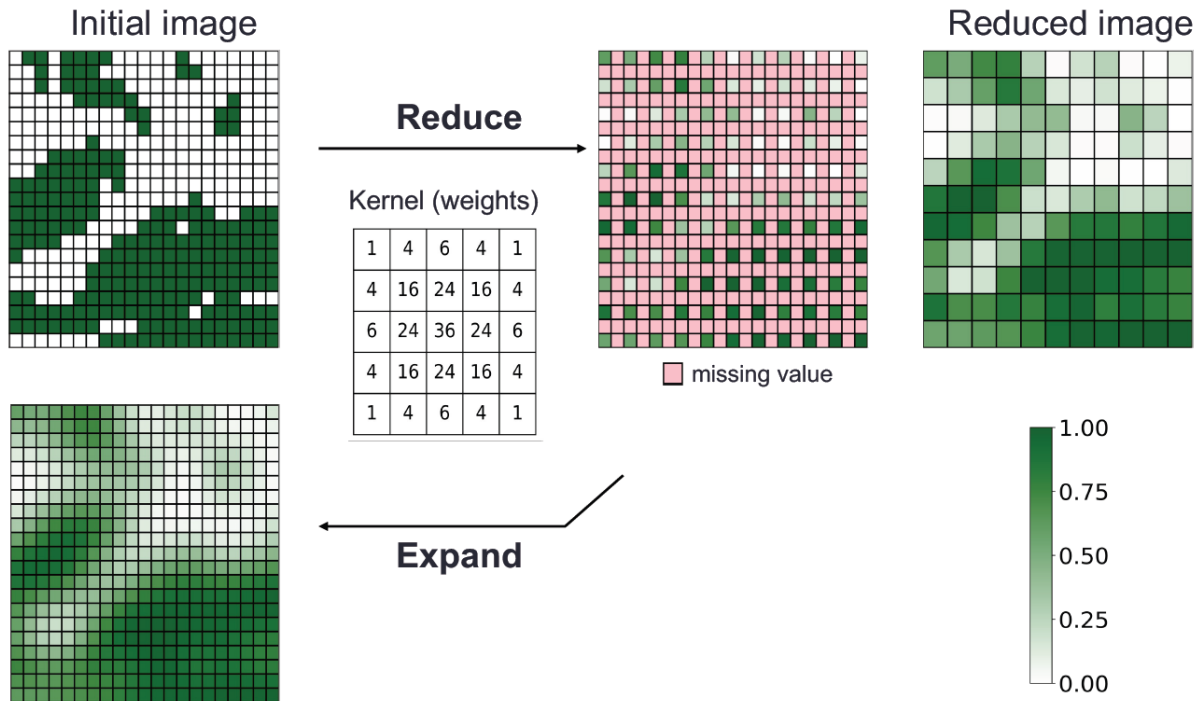 Initial image
Reduced image
Reduce
Kernel (weights)
1 4 6 4 1
4 16 24 16 4
6 24 36 24 6
4 16 24 16 4
1 4 6 4 1
missing value
Expand
1.00
0.75
0.50
0.25
0.00